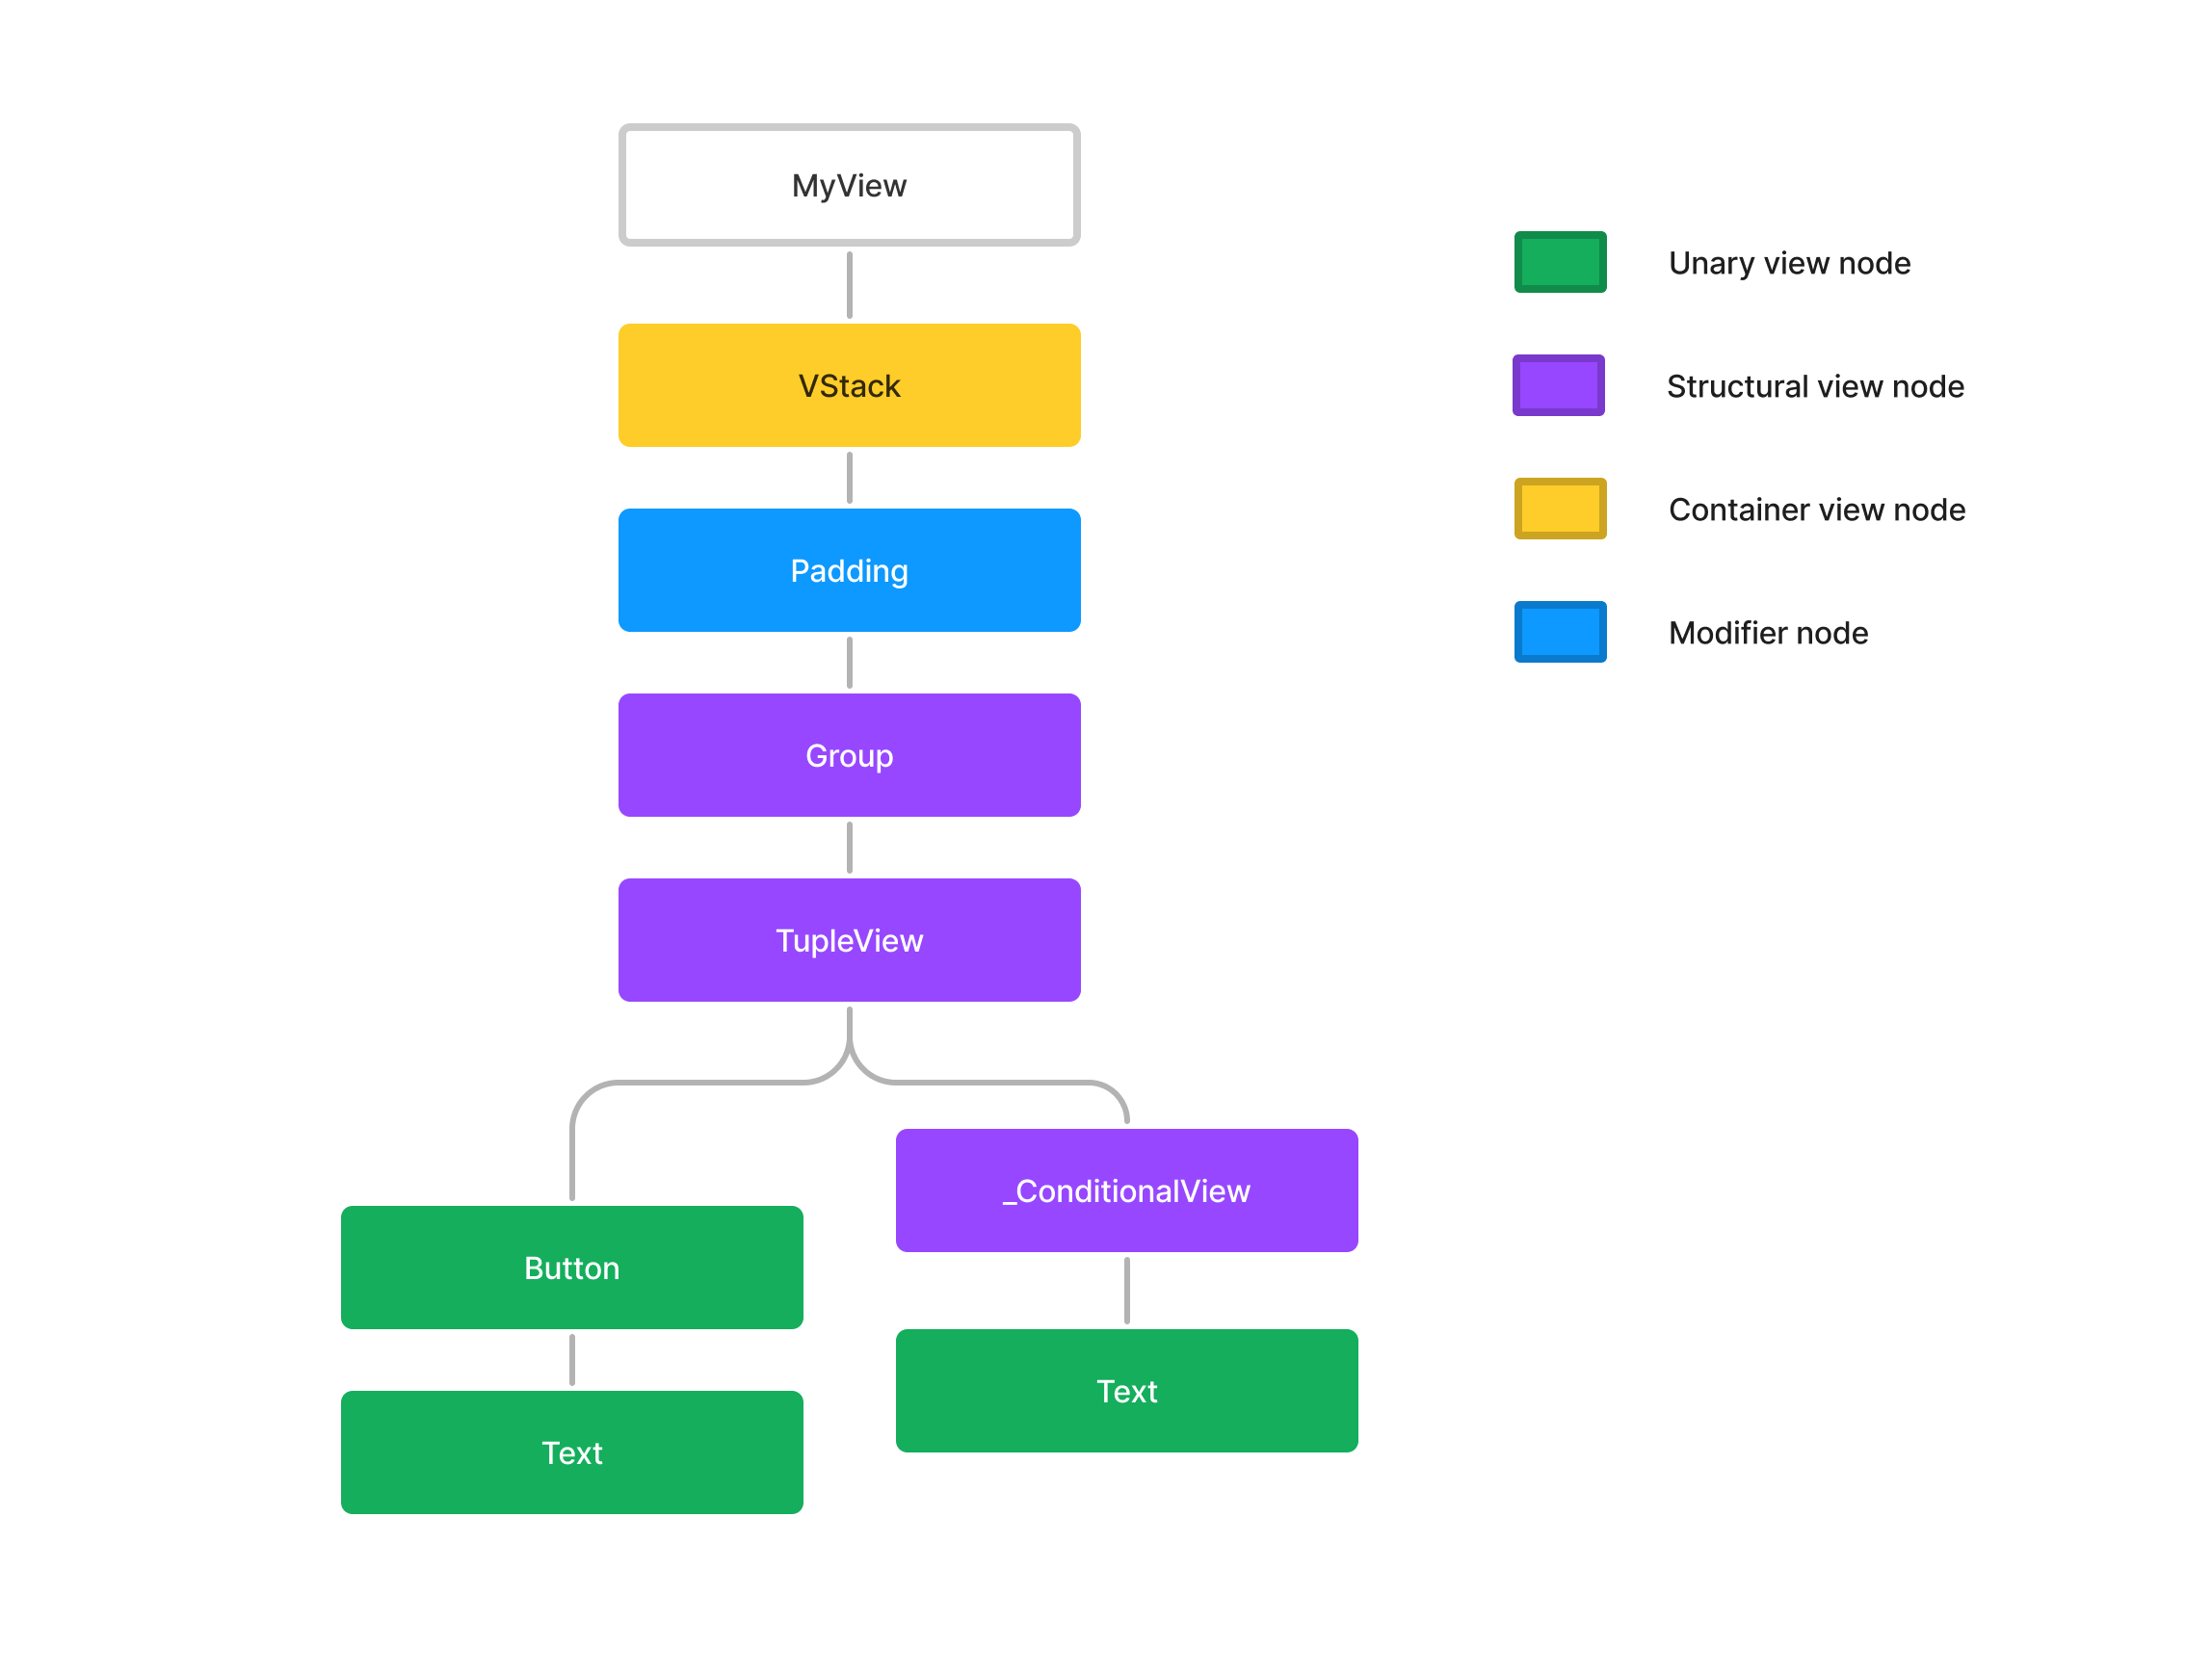 MyView
VStack
Padding
Group
TupleView
Button
Text
_ConditionalView
Text
Unary view node
Structural view node
Container view node
Modifier node